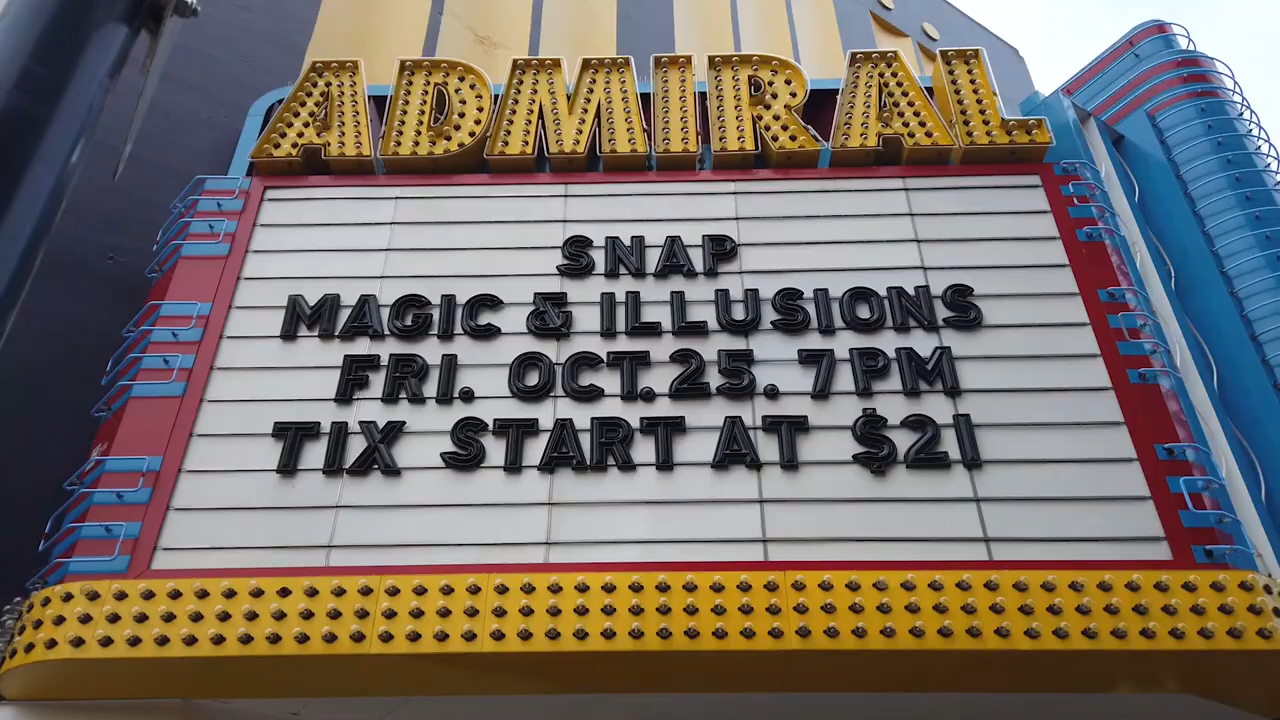 ADMIRAL
SNAP
MAGIC & ILLUSIONS
FRI. OCT. 25. 7PM
TIX START AT $21